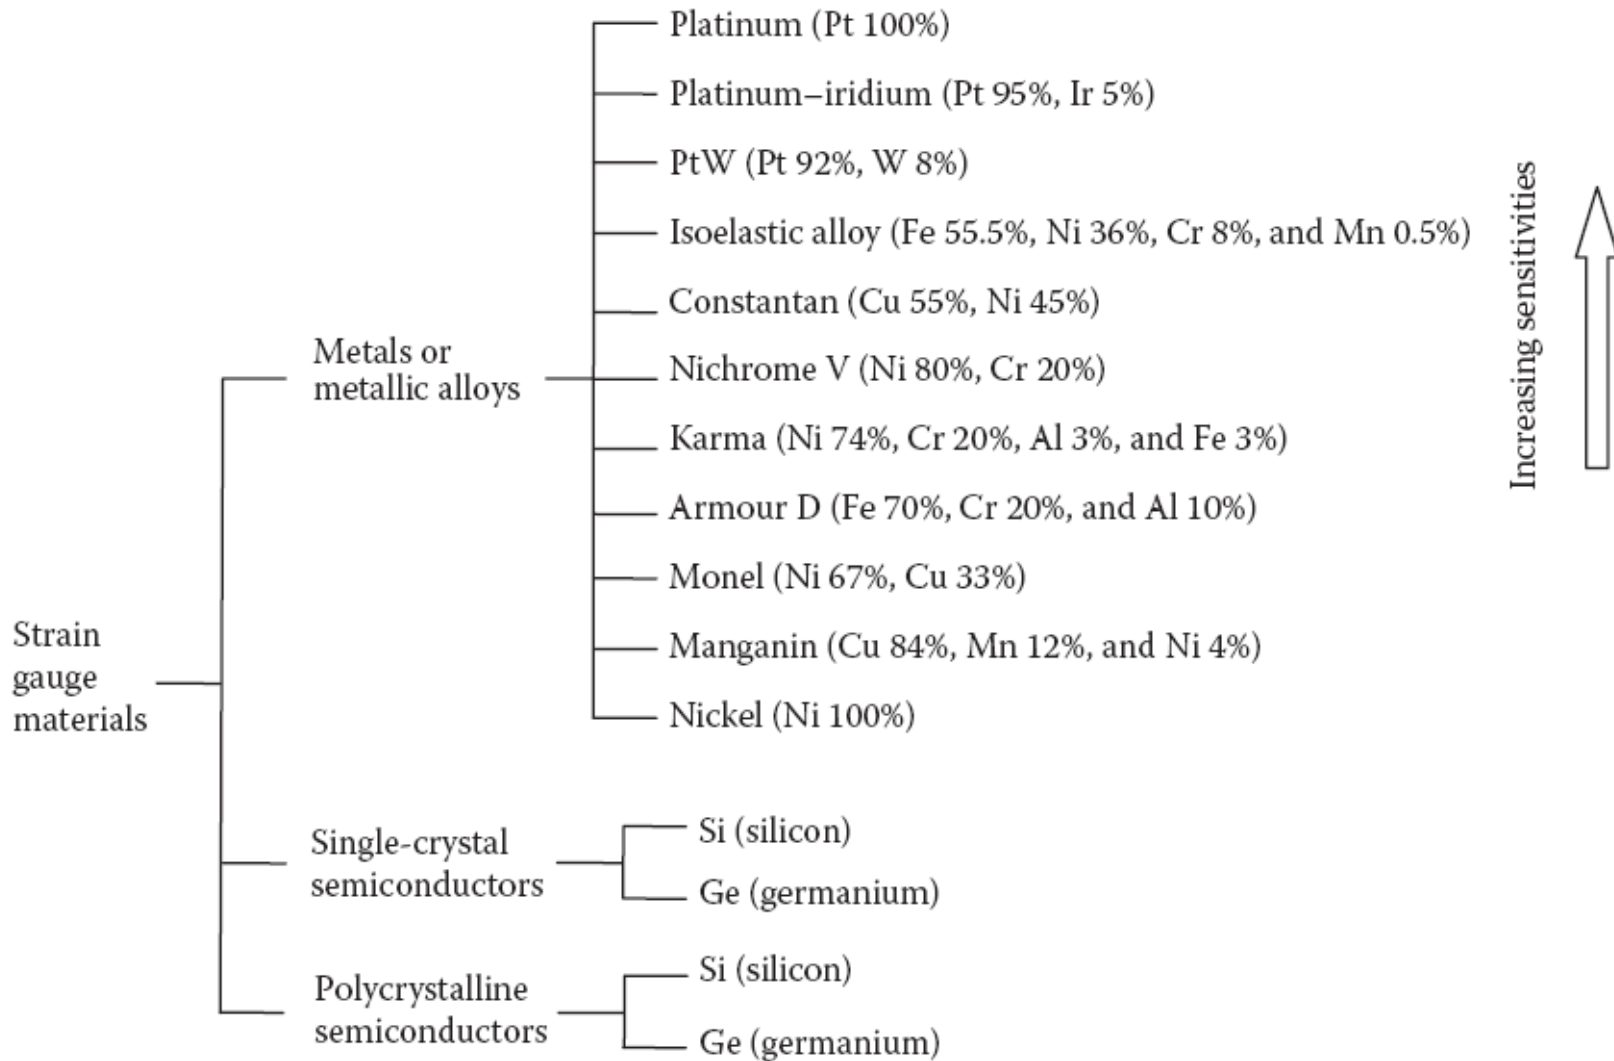 Platinum (Pt 100%)
Platinum–iridium (Pt 95%, Ir 5%)
PtW (Pt 92%, W 8%)
Isoelastic alloy (Fe 55.5%, Ni 36%, Cr 8%, and Mn 0.5%)
Constantan (Cu 55%, Ni 45%)
Metals or
metallic alloys
Nichrome V (Ni 80%, Cr 20%)
Karma (Ni 74%, Cr 20%, Al 3%, and Fe 3%)
Armour D (Fe 70%, Cr 20%, and Al 10%)
Monel (Ni 67%, Cu 33%)
Manganin (Cu 84%, Mn 12%, and Ni 4%)
Nickel (Ni 100%)
Increasing sensitivities
Strain
gauge
materials
Single-crystal
semiconductors
Si (silicon)
Ge (germanium)
Polycrystalline
semiconductors
Si (silicon)
Ge (germanium)